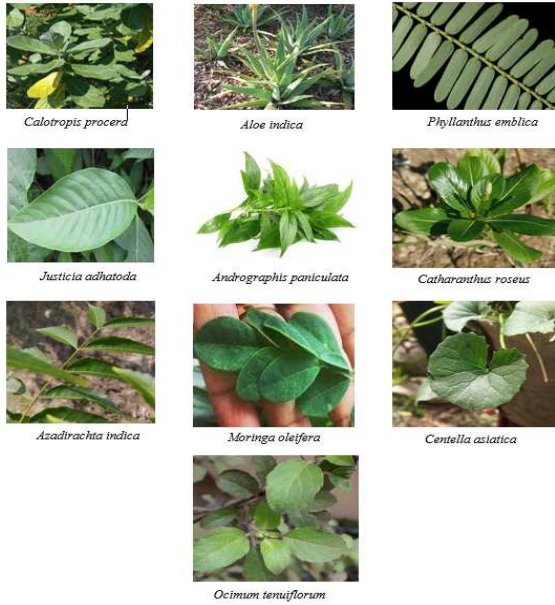 Calotropis procera
Aloe indica
Phyllanthus emblica
Justicia adhatoda
Andrographis paniculata
Catharanthus roseus
Azadirachta indica
Moringa oleifera
Centella asiatica
Ocimum tenuiflorum